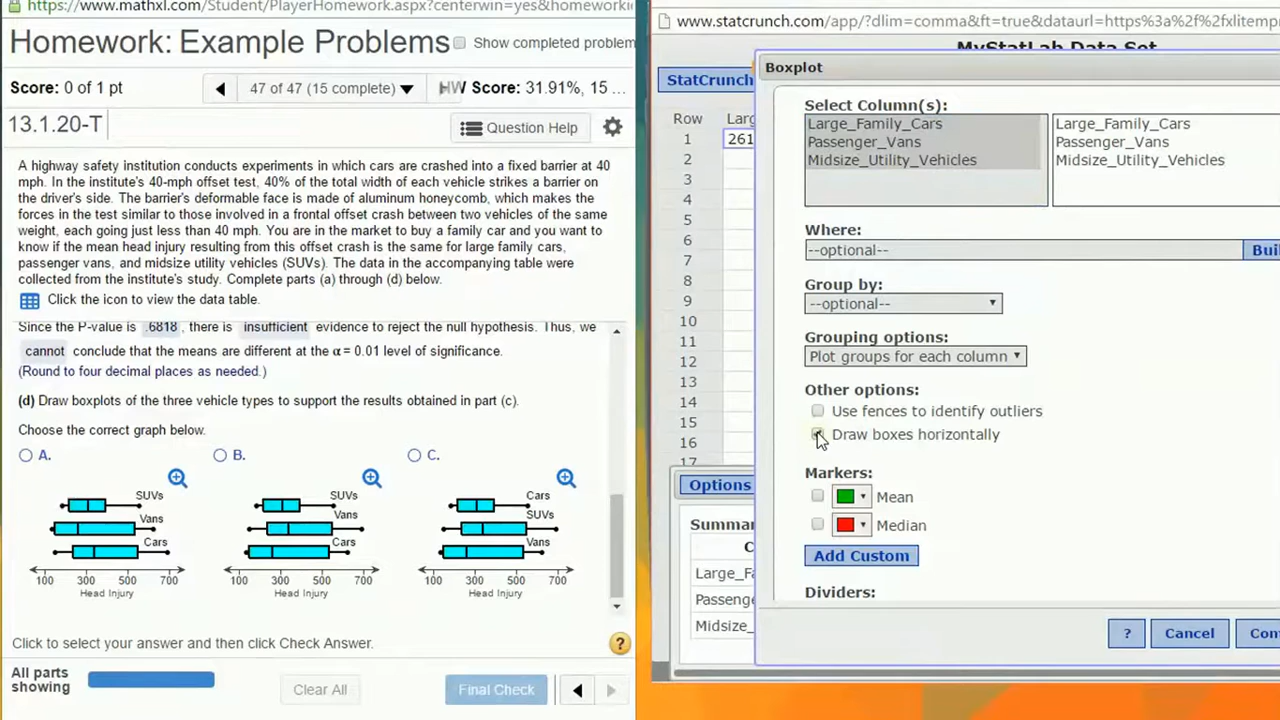 https://www.mathxl.com/Student/PlayerHomework.aspx?centerwin=yes&homeworki
Homework: Example Problems
Show completed problem
Score: 0 of 1 pt
47 of 47 (15 complete)
HW Score: 31.91%, 15 ...
13.1.20-T
Question Help
A highway safety institution conducts experiments in which cars are crashed into a fixed barrier at 40
mph. In the institute's 40-mph offset test, 40% of the total width of each vehicle strikes a barrier on
the driver's side. The barrier's deformable face is made of aluminum honeycomb, which makes the
forces in the test similar to those involved in a frontal offset crash between two vehicles of the same
weight, each going just less than 40 mph. You are in the market to buy a family car and you want to
know if the mean head injury resulting from this offset crash is the same for large family cars,
passenger vans, and midsize utility vehicles (SUVs). The data in the accompanying table were
collected from the institute's study. Complete parts (a) through (d) below.
Click the icon to view the data table.
Since the P-value is .6818 , there is insufficient evidence to reject the null hypothesis. Thus, we
cannot conclude that the means are different at the α = 0.01 level of significance.
(Round to four decimal places as needed.)
(d) Draw boxplots of the three vehicle types to support the results obtained in part (c).
Choose the correct graph below.
A.
SUVs
Vans
Cars
100 300 500 700
Head Injury
B.
SUVs
Vans
Cars
100 300 500 700
Head Injury
C.
Cars
SUVs
Vans
100 300 500 700
Head Injury
Click to select your answer and then click Check Answer.
?
All parts
showing
Clear All
Final Check
www.statcrunch.com/app/?dlim=comma&ft=true&dataurl=https%3a%2f%2fxlitemp
MyStatLab Data Set
StatCrunch
Row Larg
1 261
2
3
4
5
6
7
8
9
10
11
12
13
14
15
16
17
Options
Summar
C
Large_Fa
Passenge
Midsize_
Boxplot
Select Column(s):
Large_Family_Cars
Passenger_Vans
Midsize_Utility_Vehicles
Large_Family_Cars
Passenger_Vans
Midsize_Utility_Vehicles
Where:
--optional--
Buil
Group by:
--optional--
Grouping options:
Plot groups for each column
Other options:
Use fences to identify outliers
Draw boxes horizontally
Markers:
Mean
Median
Add Custom
Dividers:
?
Cancel
Com